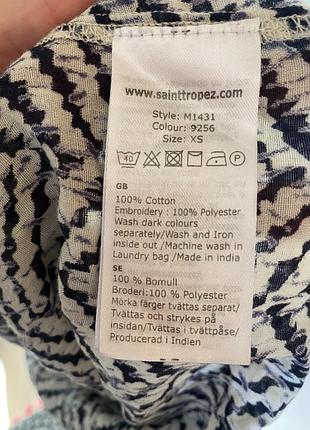 www.sainttropez.com
Style: M1431
Colour: 9256
Size: XS
40 P
GB
100% Cotton
Embroidery : 100% Polyester
Wash dark colours
separately/Wash and Iron
inside out /Machine wash in
Laundry bag /Made in india
SE
100 % Bomull
Broderi:100 % Polyester
Mörka färger tvättas separat/
Tvättas och strykes på
insidan/Tvättas i tvättpåse/
Producerad i Indien